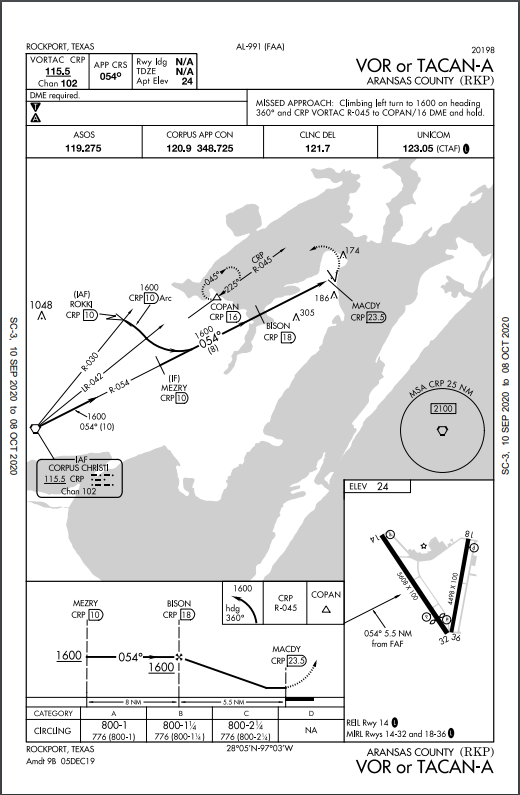 ROCKPORT, TEXAS
AL-991 (FAA)
20198
VORTAC CRP
115.5
Chan 102
APP CRS
054°
Rwy ldg N/A
TDZE N/A
Apt Elev 24
VOR or TACAN-A
ARANSAS COUNTY (RKP)
DME required.
T
A
MISSED APPROACH: Climbing left turn to 1600 on heading
360° and CRP VORTAC R-045 to COPAN/16 DME and hold.
ASOS
119.275
CORPUS APP CON
120.9 348.725
CLNC DEL
121.7
UNICOM
123.05 (CTAF) L
174
CRP
R-045
045°
225°
1600
CRP 10 Arc
(IAF)
ROKKI
CRP 10
1048
COPAN
CRP 16
186
MACDY
CRP 23.5
305
BISON
CRP 18
1600
054°
(8)
R-030
LR-042
R-054
(IF)
MEZRY
CRP 10
1600
054° (10)
IAF
CORPUS CHRISTI
115.5 CRP
Chan 102
MSA CRP 25 NM
2100
SC-3, 10 SEP 2020 to 08 OCT 2020
SC-3, 10 SEP 2020 to 08 OCT 2020
ELEV 24
14
18
5608 X 100
4498 X 100
32
36
054° 5.5 NM
from FAF
REIL Rwy 14 L
MIRL Rwys 14-32 and 18-36 L
1600
hdg
360°
CRP
R-045
COPAN
MEZRY
CRP 10
BISON
CRP 18
MACDY
CRP 23.5
1600
054°
1600
8 NM
5.5 NM
CATEGORY A B C D
CIRCLING
800-1
776 (800-1)
800-1¼
776 (800-1¼)
800-2¼
776 (800-2¼)
NA
ROCKPORT, TEXAS
Amdt 9B 05DEC19
28°05'N-97°03'W
ARANSAS COUNTY (RKP)
VOR or TACAN-A